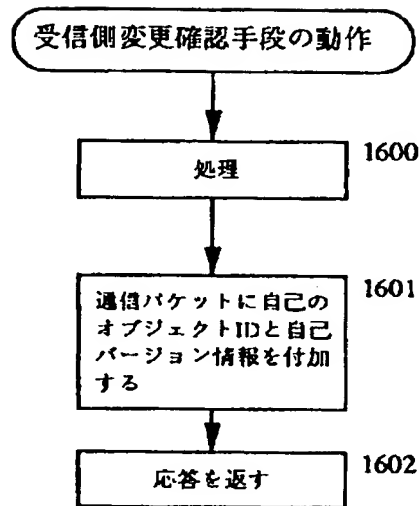 受信側変更確認手段の動作
1600
処理
1601
通信パケットに自己の
オブジェクトIDと自己
バージョン情報を付加
する
1602
応答を返す